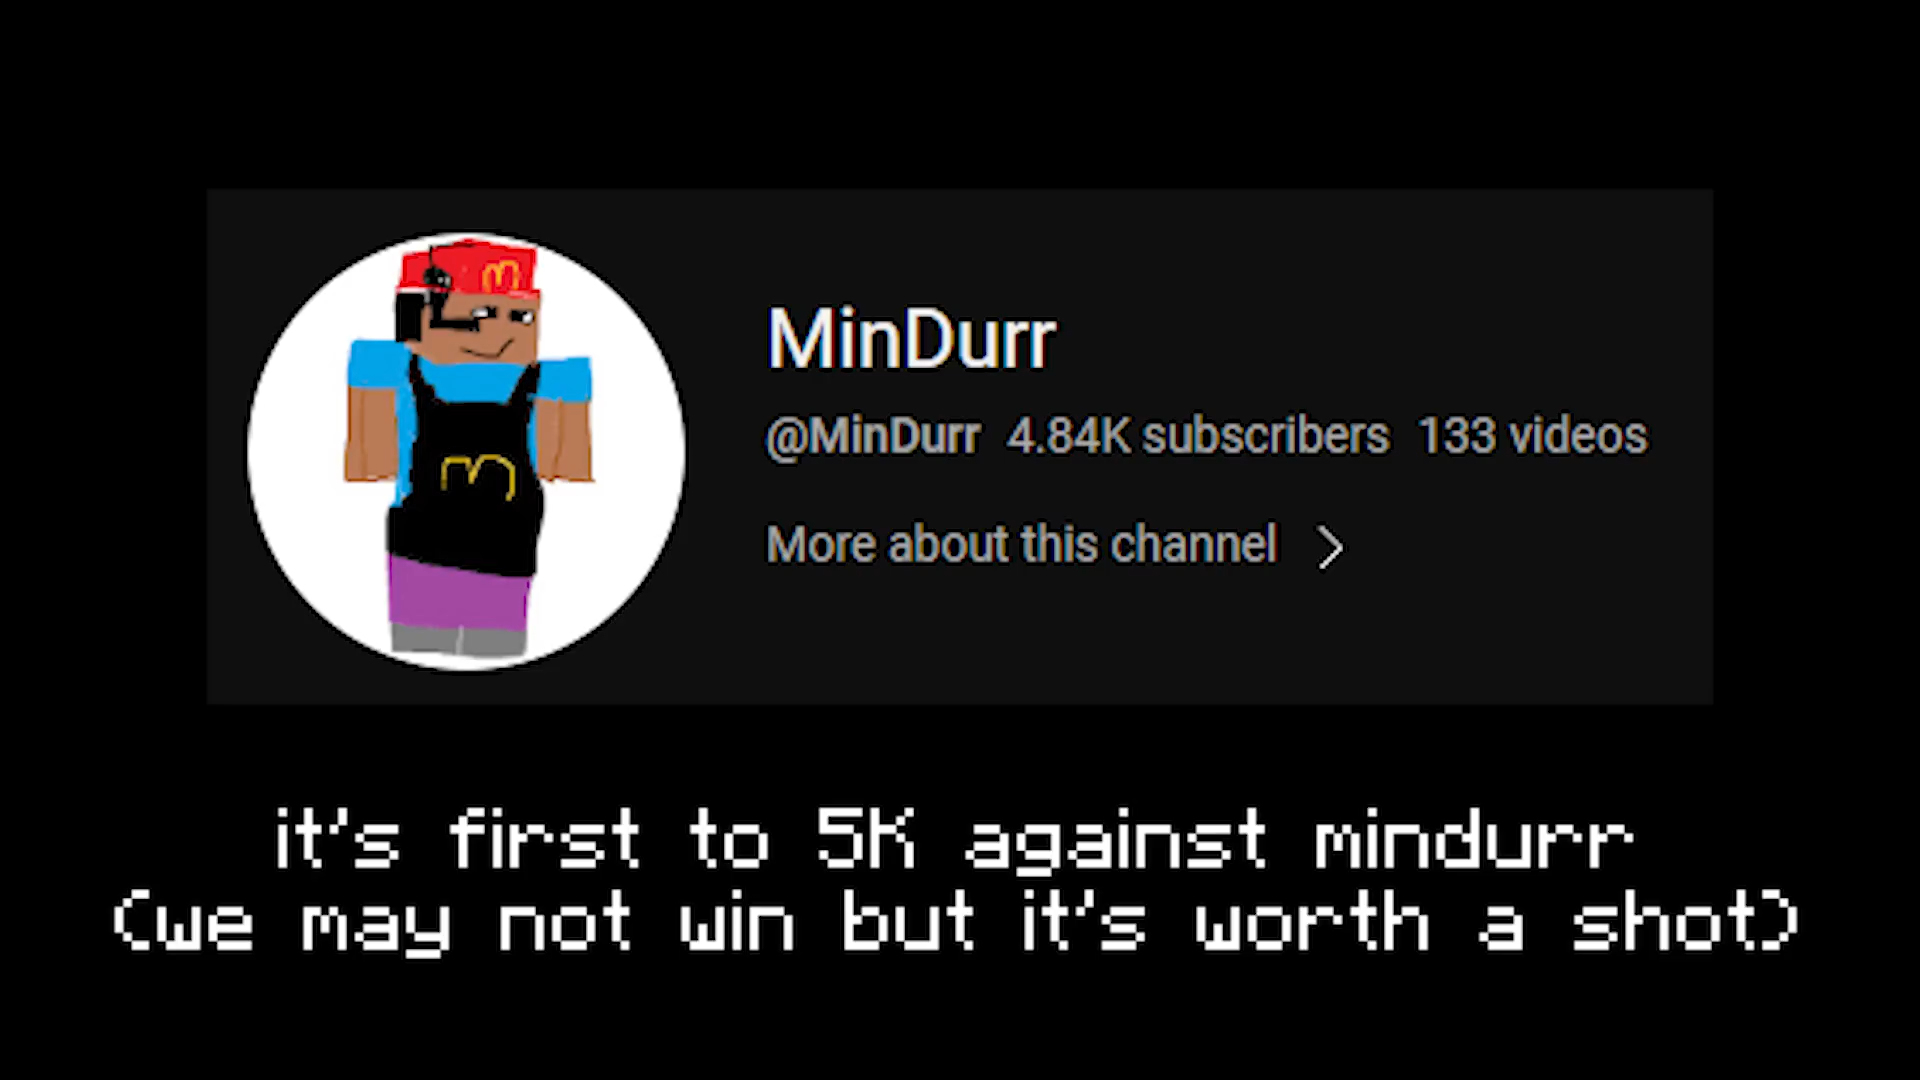 MinDurr
@MinDurr 4.84K subscribers 133 videos
More about this channel
it's first to 5K against mindurr
(we may not win but it's worth a shot)